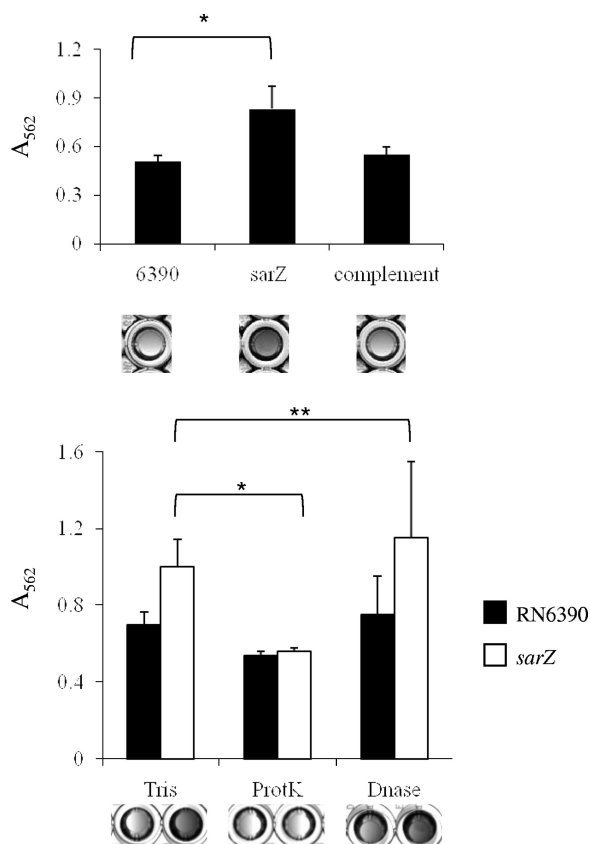 *
1.2
0.9
0.6
0.3
0
A562
6390 sarZ complement
**
*
1.6
1.2
0.8
0.4
0
A562
RN6390
sarZ
Tris ProtK Dnase